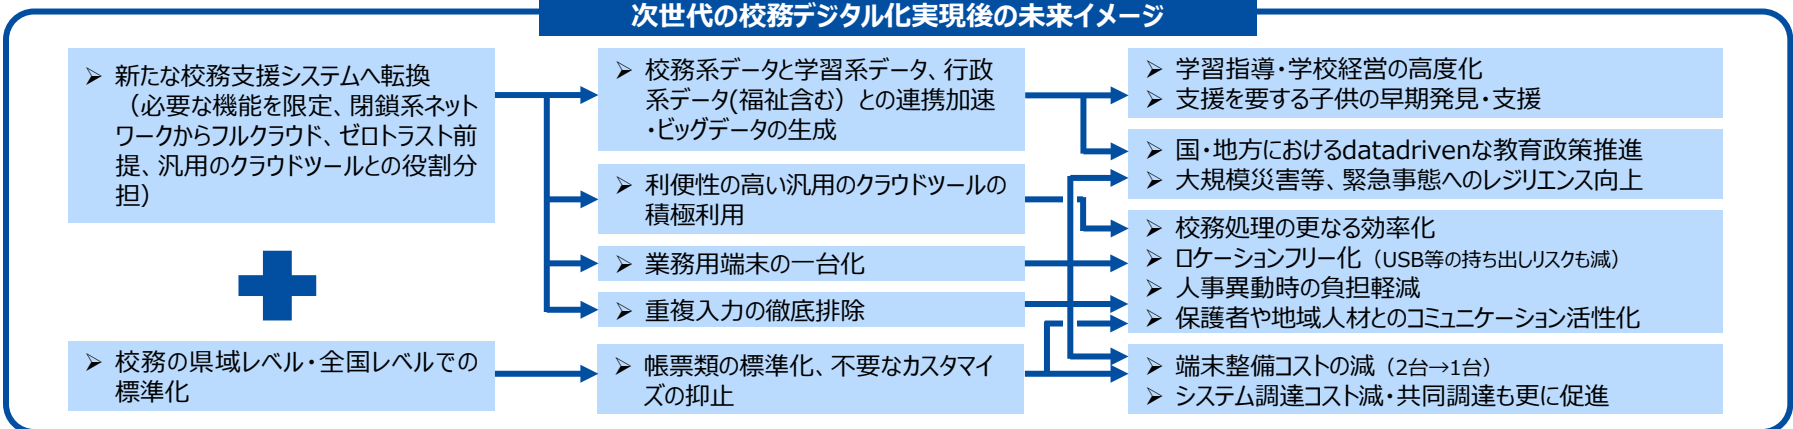 次世代の校務デジタル化実現後の未来イメージ
➢ 新たな校務支援システムへ転換
（必要な機能を限定、閉鎖系ネット
ワークからフルクラウド、ゼロトラスト前
提、汎用のクラウドツールとの役割分
担）
➢ 校務の県域レベル・全国レベルでの
標準化
➢ 校務系データと学習系データ、行政
系データ(福祉含む）との連携加速
・ビッグデータの生成
➢ 利便性の高い汎用のクラウドツールの
積極利用
➢ 業務用端末の一台化
➢ 重複入力の徹底排除
➢ 帳票類の標準化、不要なカスタマイ
ズの抑止
➢ 学習指導・学校経営の高度化
➢ 支援を要する子供の早期発見・支援
➢ 国・地方におけるdatadrivenな教育政策推進
➢ 大規模災害等、緊急事態へのレジリエンス向上
➢ 校務処理の更なる効率化
➢ ロケーションフリー化（USB等の持ち出しリスクも減）
➢ 人事異動時の負担軽減
➢ 保護者や地域人材とのコミュニケーション活性化
➢ 端末整備コストの減（2台→1台）
➢ システム調達コスト減・共同調達も更に促進